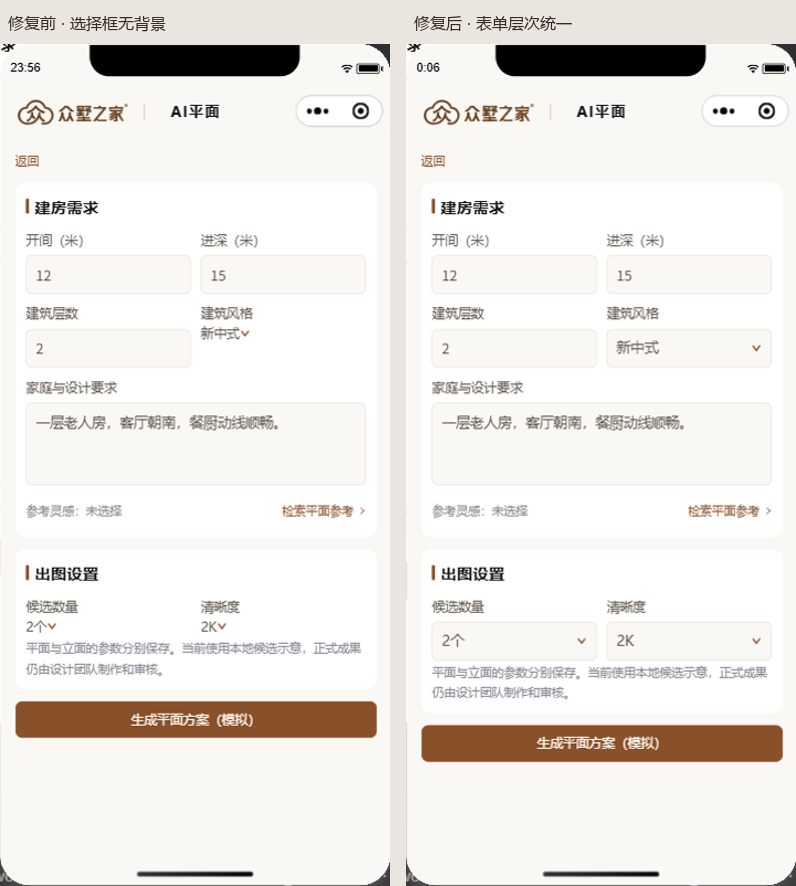 修复前 · 选择框无背景
23:56
众墅之家
AI平面
返回
建房需求
开间（米）
进深（米）
12
15
建筑层数
建筑风格
2
新中式
家庭与设计要求
一层老人房，客厅朝南，餐厨动线顺畅。
参考灵感：未选择
检索平面参考 >
出图设置
候选数量
清晰度
2个
2K
平面与立面的参数分别保存。当前使用本地候选示意，正式成果
仍由设计团队制作和审核。
生成平面方案（模拟）
修复后 · 表单层次统一
0:06
众墅之家
AI平面
返回
建房需求
开间（米）
进深（米）
12
15
建筑层数
建筑风格
2
新中式
家庭与设计要求
一层老人房，客厅朝南，餐厨动线顺畅。
参考灵感：未选择
检索平面参考 >
出图设置
候选数量
清晰度
2个
2K
平面与立面的参数分别保存。当前使用本地候选示意，正式成果
仍由设计团队制作和审核。
生成平面方案（模拟）